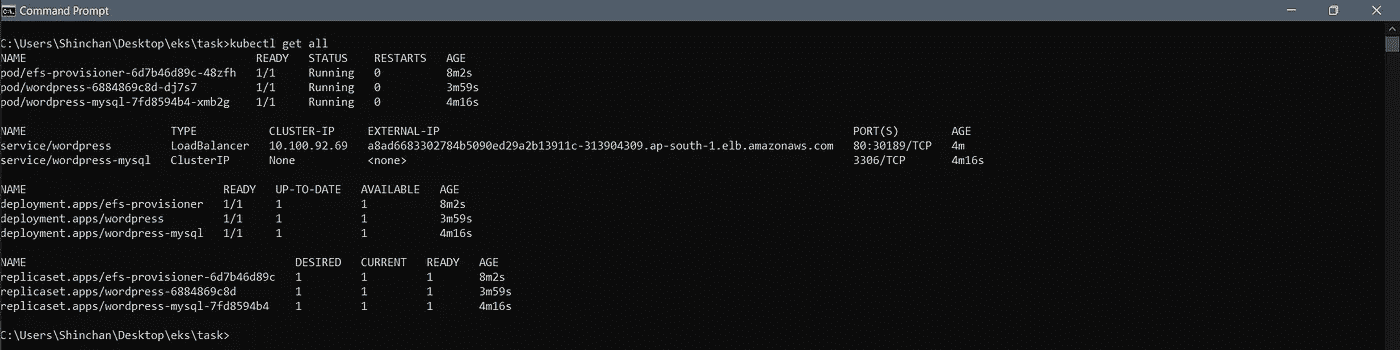 Command Prompt
C:\Users\Shinchan\Desktop\eks\task>kubectl get all
NAME READY STATUS RESTARTS AGE
pod/efs-provisioner-6d7b46d89c-48zfh 1/1 Running 0 8m2s
pod/wordpress-6884869c8d-dj7s7 1/1 Running 0 3m59s
pod/wordpress-mysql-7fd8594b4-xmb2g 1/1 Running 0 4m16s
NAME TYPE CLUSTER-IP EXTERNAL-IP PORT(S) AGE
service/wordpress LoadBalancer 10.100.92.69 a8ad6683302784b5090ed29a2b13911c-313904309.ap-south-1.elb.amazonaws.com 80:30189/TCP 4m
service/wordpress-mysql ClusterIP None <none> 3306/TCP 4m16s
NAME READY UP-TO-DATE AVAILABLE AGE
deployment.apps/efs-provisioner 1/1 1 1 8m2s
deployment.apps/wordpress 1/1 1 1 3m59s
deployment.apps/wordpress-mysql 1/1 1 1 4m16s
NAME DESIRED CURRENT READY AGE
replicaset.apps/efs-provisioner-6d7b46d89c 1 1 1 8m2s
replicaset.apps/wordpress-6884869c8d 1 1 1 3m59s
replicaset.apps/wordpress-mysql-7fd8594b4 1 1 1 4m16s
C:\Users\Shinchan\Desktop\eks\task>